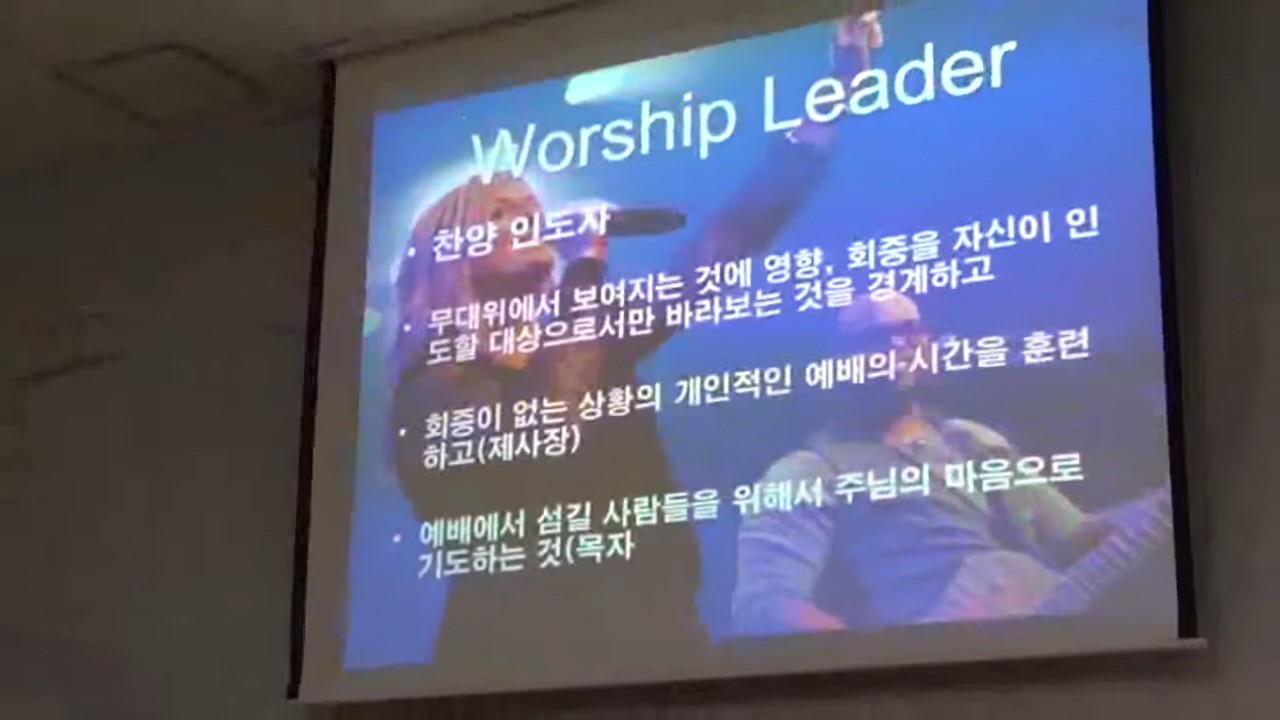 Worship Leader
• 찬양 인도자
• 무대위에서 보여지는 것에 영향, 회중을 자신이 인
도할 대상으로서만 바라보는 것을 경계하고
• 회중이 없는 상황의 개인적인 예배의 시간을 훈련
하고(제사장)
• 예배에서 섬길 사람들을 위해서 주님의 마음으로
기도하는 것(목자